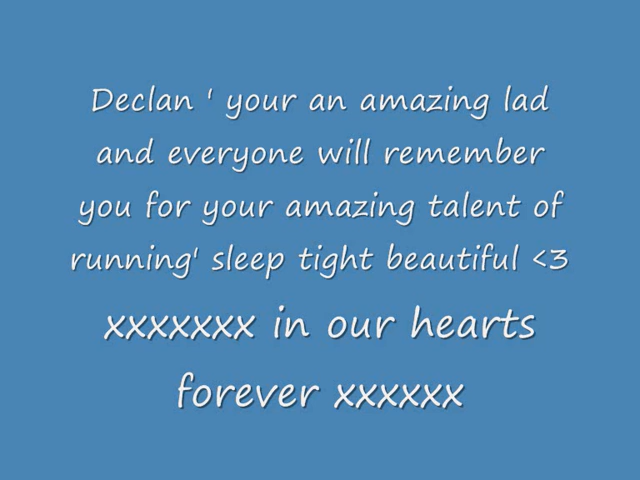 Declan ' your an amazing lad
and everyone will remember
you for your amazing talent of
running' sleep tight beautiful <3
xxxxxxx in our hearts
forever xxxxxx